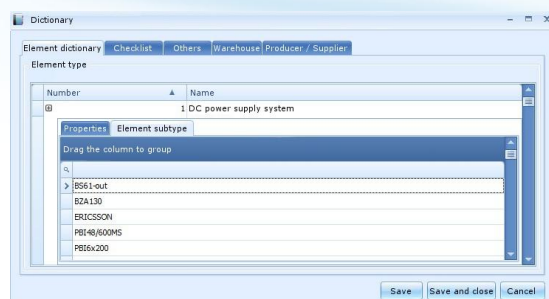 Dictionary
Element dictionary Checklist Others Warehouse Producer / Supplier
Element type
Number Name
1 DC power supply system
Properties Element subtype
Drag the column to group
BS61-out
BZA130
ERICSSON
PBI48/600MS
PBI6x200
Save Save and close Cancel